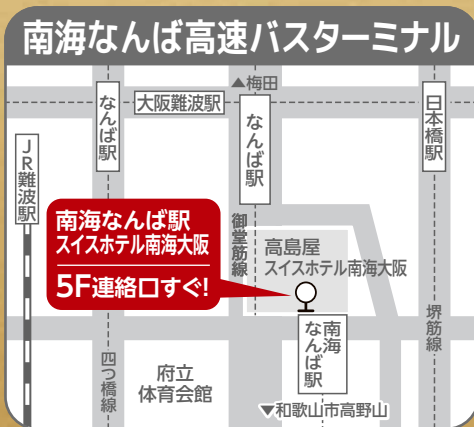 南海なんば高速バスターミナル
▲梅田
なんば駅
大阪難波駅
なんば駅
日本橋駅
JR難波駅
南海なんば駅
スイスホテル南海大阪
5F連絡口すぐ!
御堂筋線
高島屋
スイスホテル南海大阪
堺筋線
南海
なんば駅
四つ橋線
府立
体育会館
▼和歌山市高野山